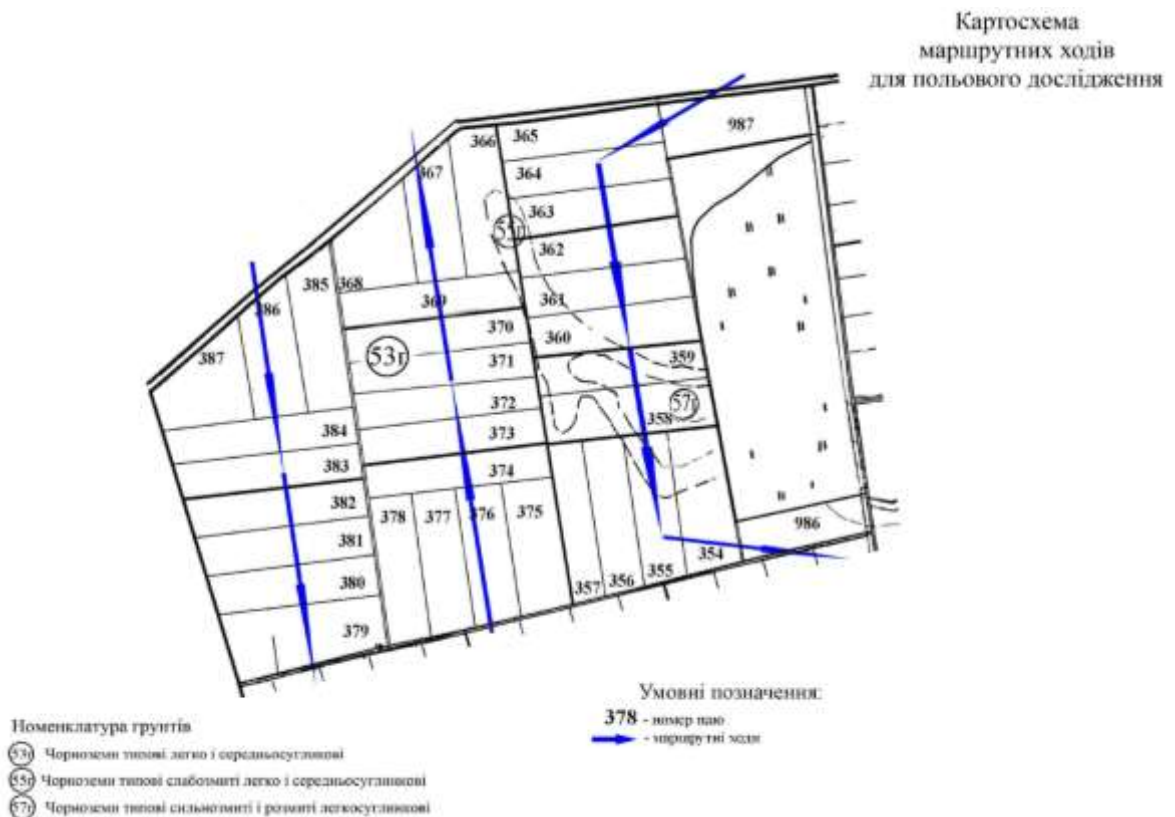 Картосхема
маршрутних ходів
для польового дослідження
987
366
365
367
364
363
55г
362
385
368
386
361
369
360
370
387
53г
371
359
372
57г
358
384
373
383
374
382
378
377
376
375
986
381
354
380
355
356
357
379
Умовні позначення:
378 - номер паю
- маршрутні ходи
Номенклатура грунтів
53г Чорноземи типові легко і середньосуглинкові
55г Чорноземи типові слабозмиті легко і середньосуглинкові
57г Чорноземи типові сильнозмиті і розмиті легкосуглинкові